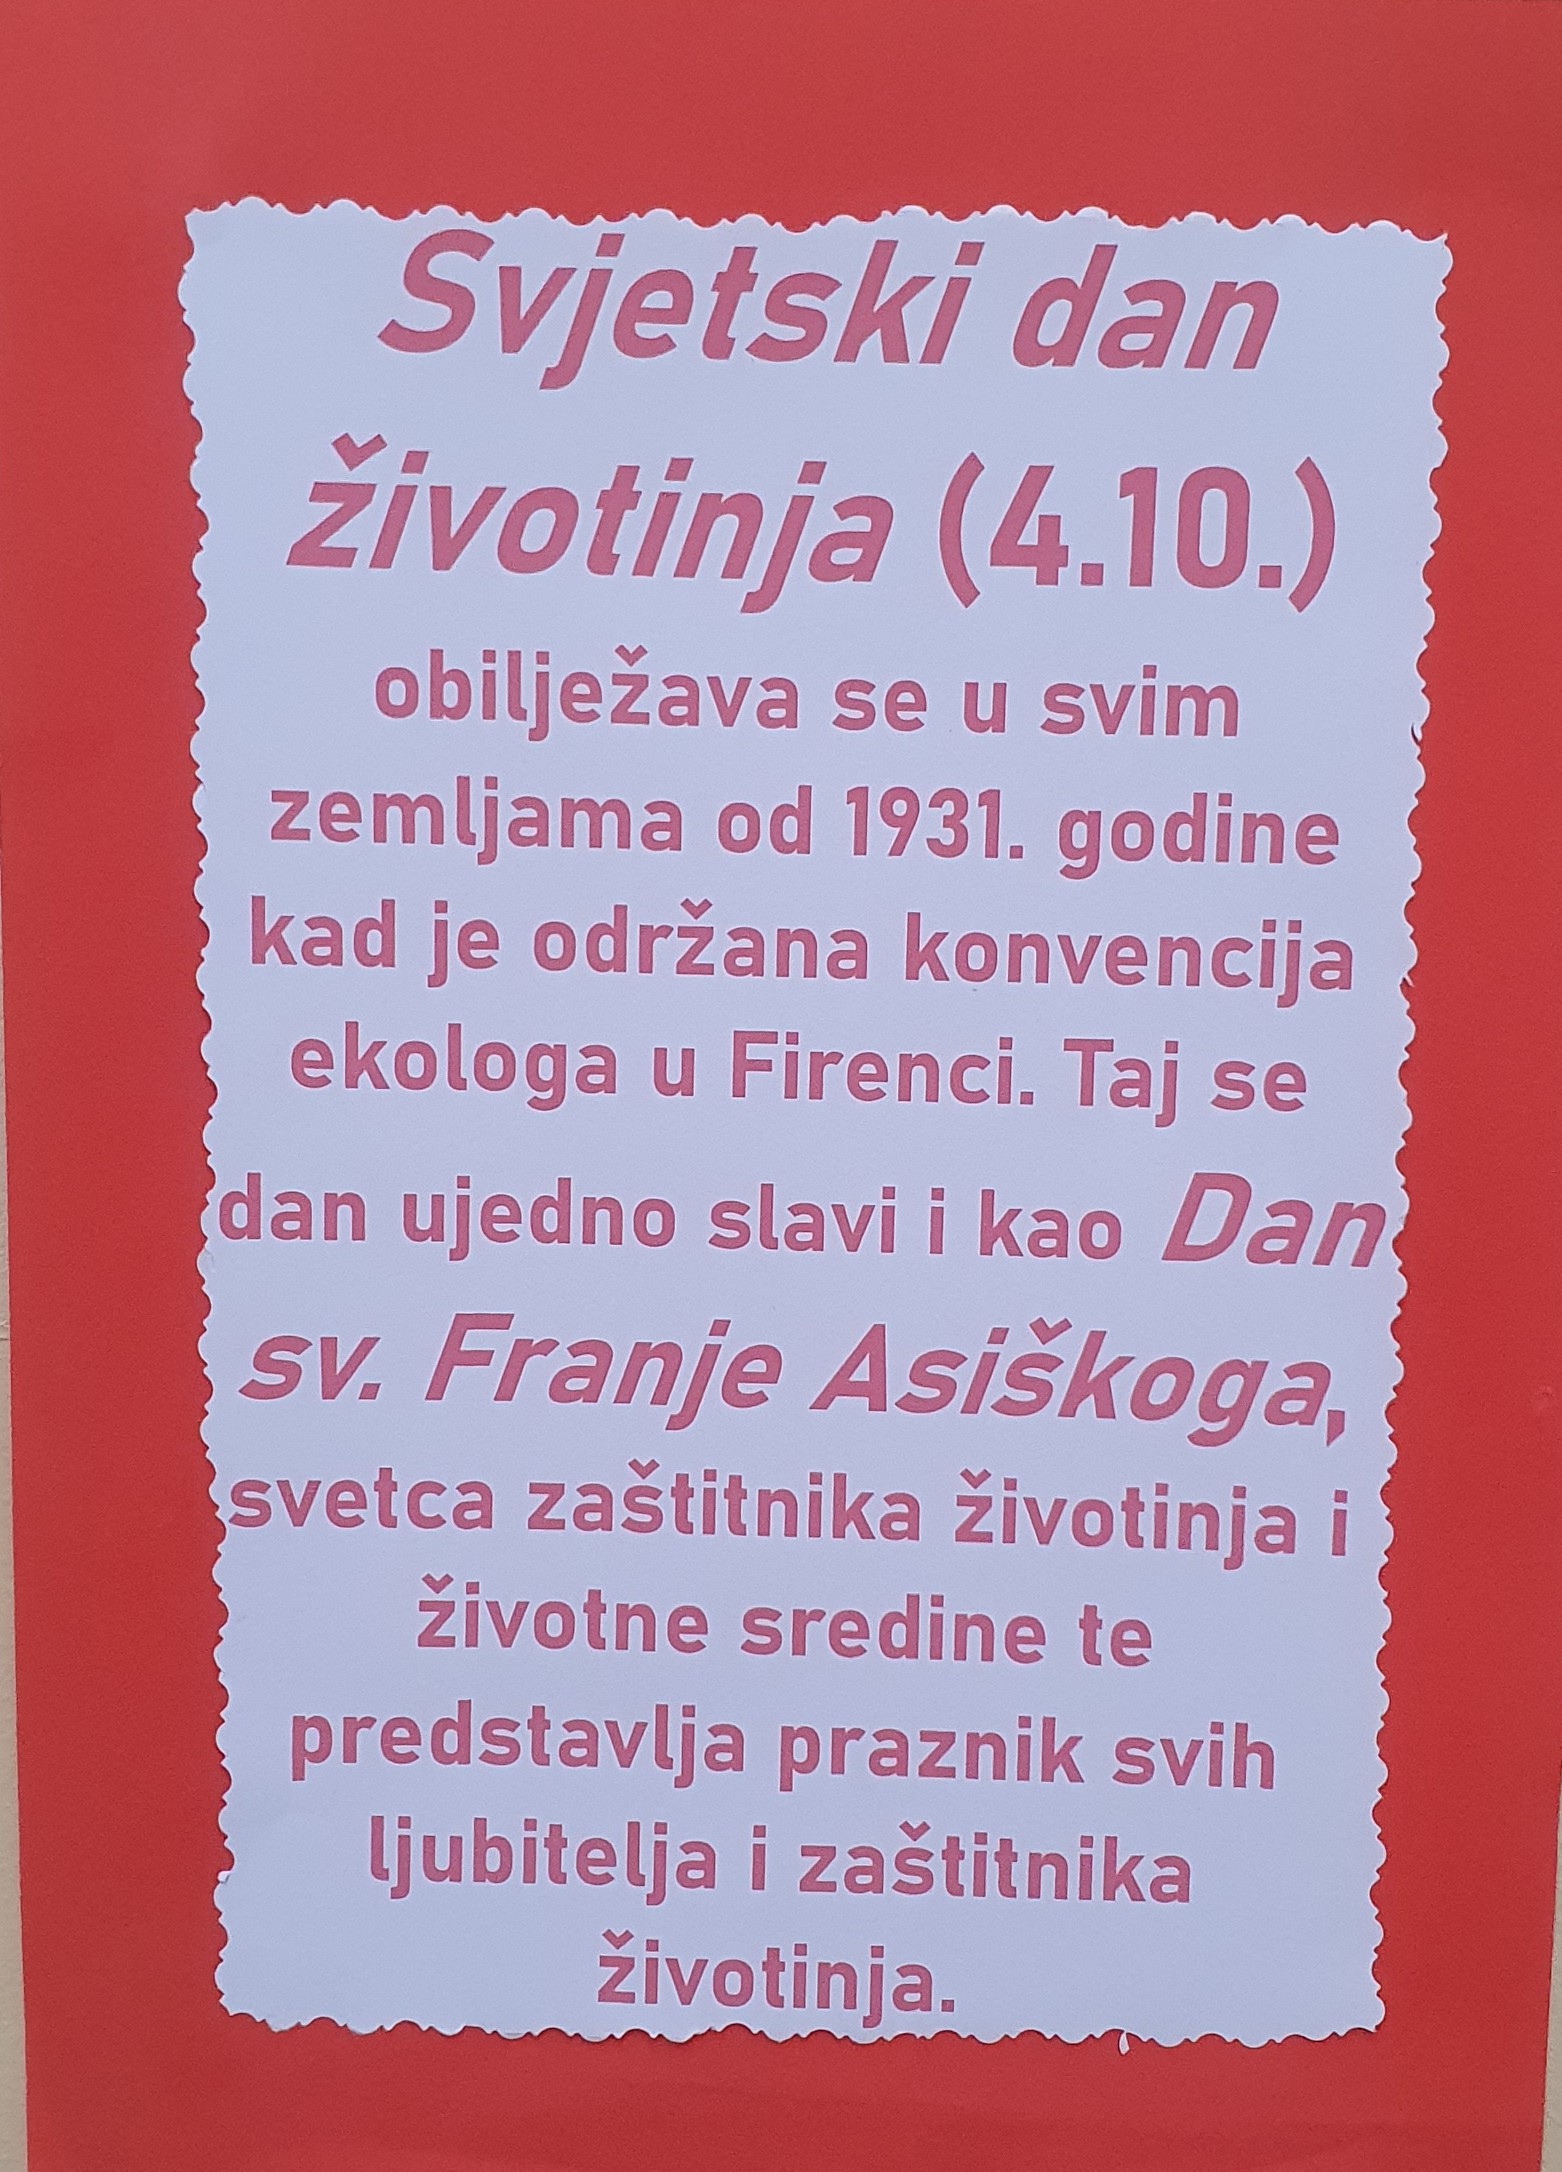 Svjetski dan
životinja (4.10.)
obilježava se u svim
zemljama od 1931. godine
kad je održana konvencija
ekologa u Firenci. Taj se
dan ujedno slavi i kao Dan
sv. Franje Asiškoga,
svetca zaštitnika životinja i
životne sredine te
predstavlja praznik svih
ljubitelja i zaštitnika
životinja.